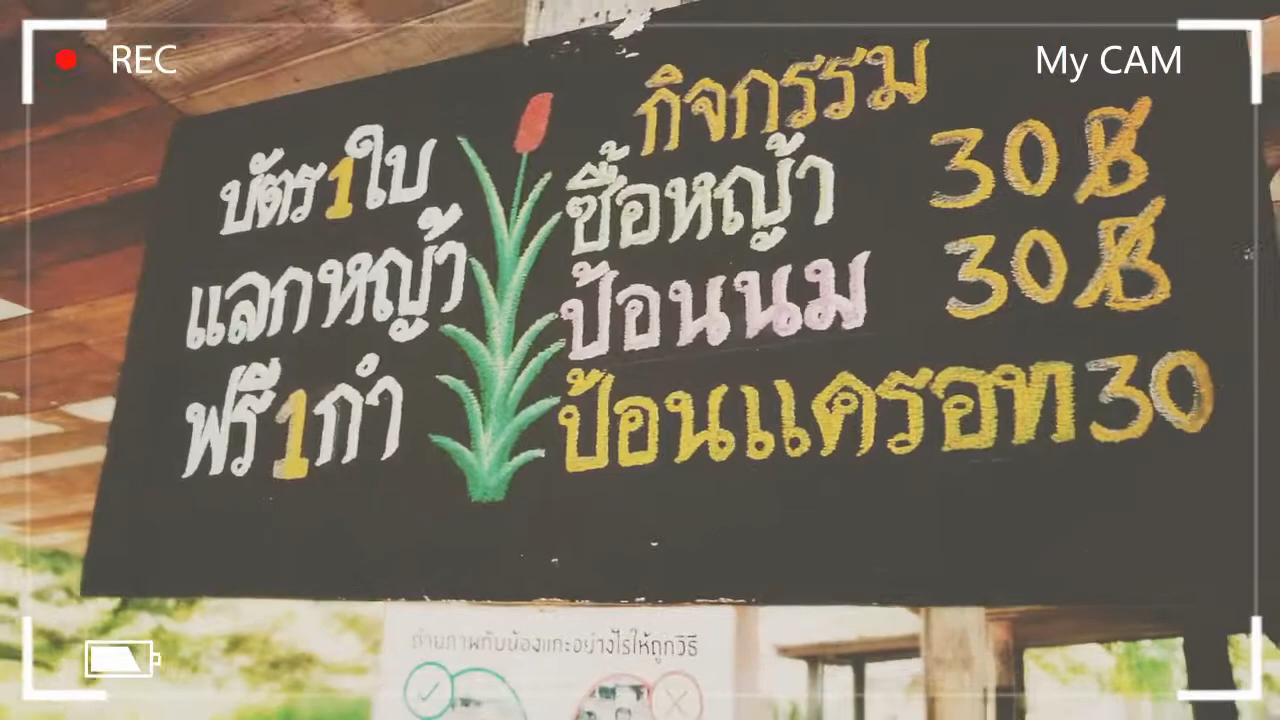 REC
My CAM
บัตร1ใบ
แลกหญ้า
ฟรี1กำ
กิจกรรม
ซื้อหญ้า 30฿
ป้อนนม 30฿
ป้อนแครอท 30
ถ่ายภาพกับน้องแกะอย่างไรให้ถูกวิธี